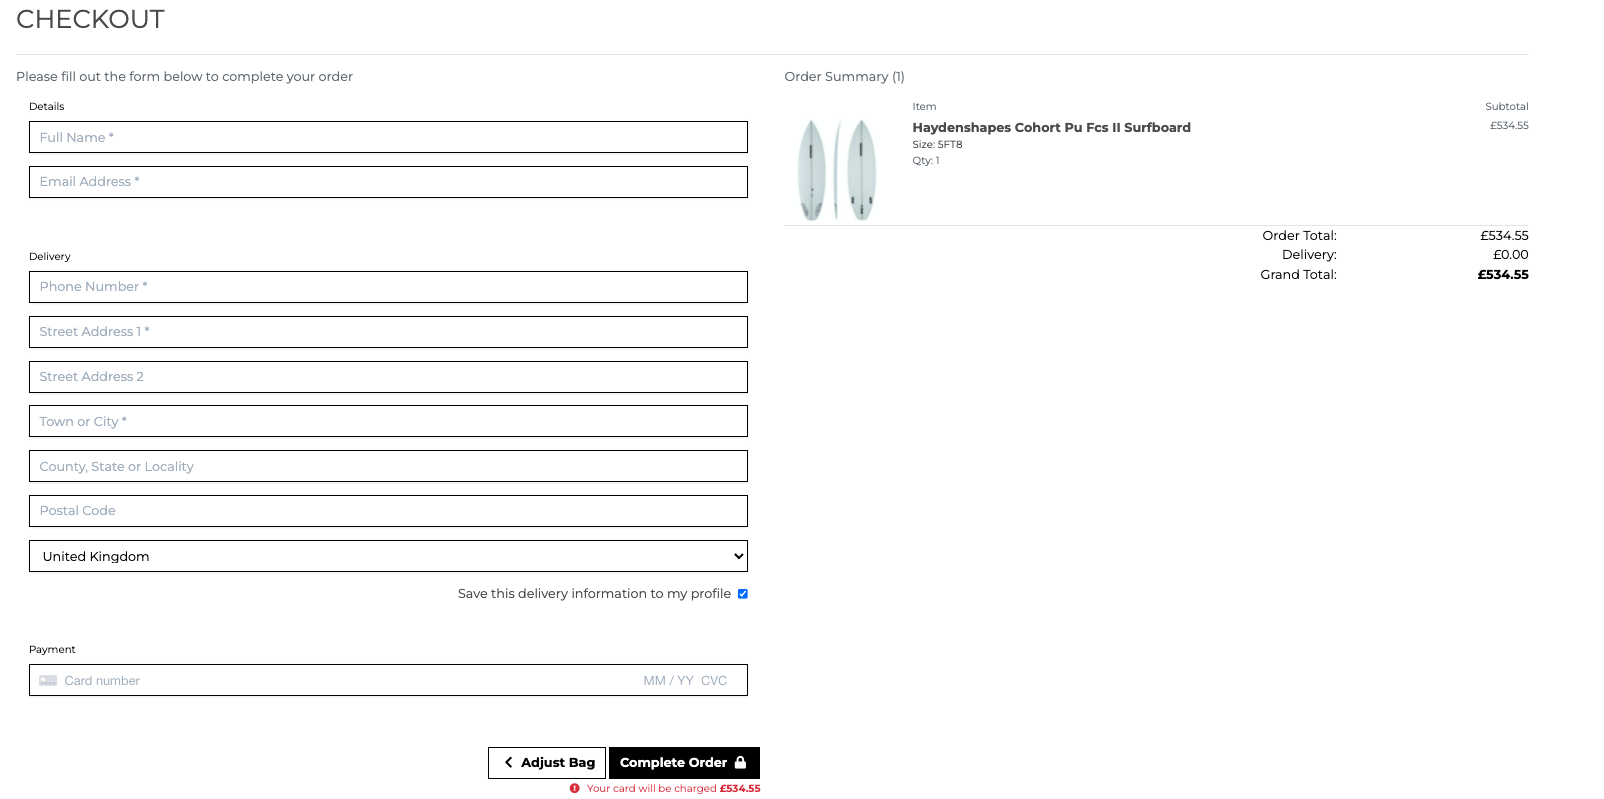 CHECKOUT
Please fill out the form below to complete your order
Details
Full Name *
Email Address *
Delivery
Phone Number *
Street Address 1 *
Street Address 2
Town or City *
County, State or Locality
Postal Code
United Kingdom
Save this delivery information to my profile
Payment
Card number MM / YY CVC
Adjust Bag Complete Order
Your card will be charged £534.55
Order Summary (1)
Item Subtotal
Haydenshapes Cohort Pu Fcs II Surfboard £534.55
Size: 5FT8
Qty: 1
Order Total: £534.55
Delivery: £0.00
Grand Total: £534.55